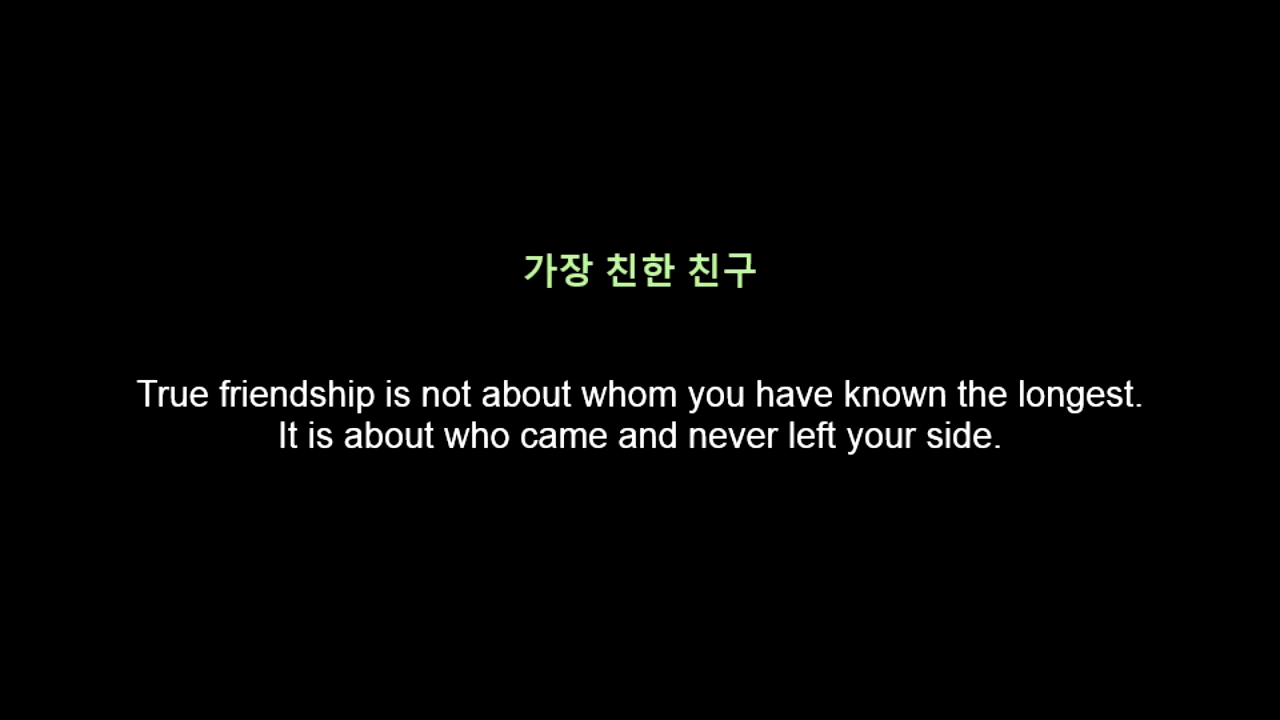 가장 친한 친구
True friendship is not about whom you have known the longest.
It is about who came and never left your side.